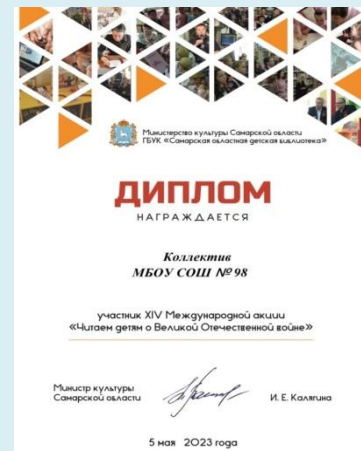 Министерство культуры Самарской области
ГБУК «Самарская областная детская библиотека»
ДИПЛОМ
НАГРАЖДАЕТСЯ
Коллектив
МБОУ СОШ № 98
участник XIV Международной акции
«Читаем детям о Великой Отечественной войне»
Министр культуры
Самарской области
И. Е. Калягина
5 мая 2023 года